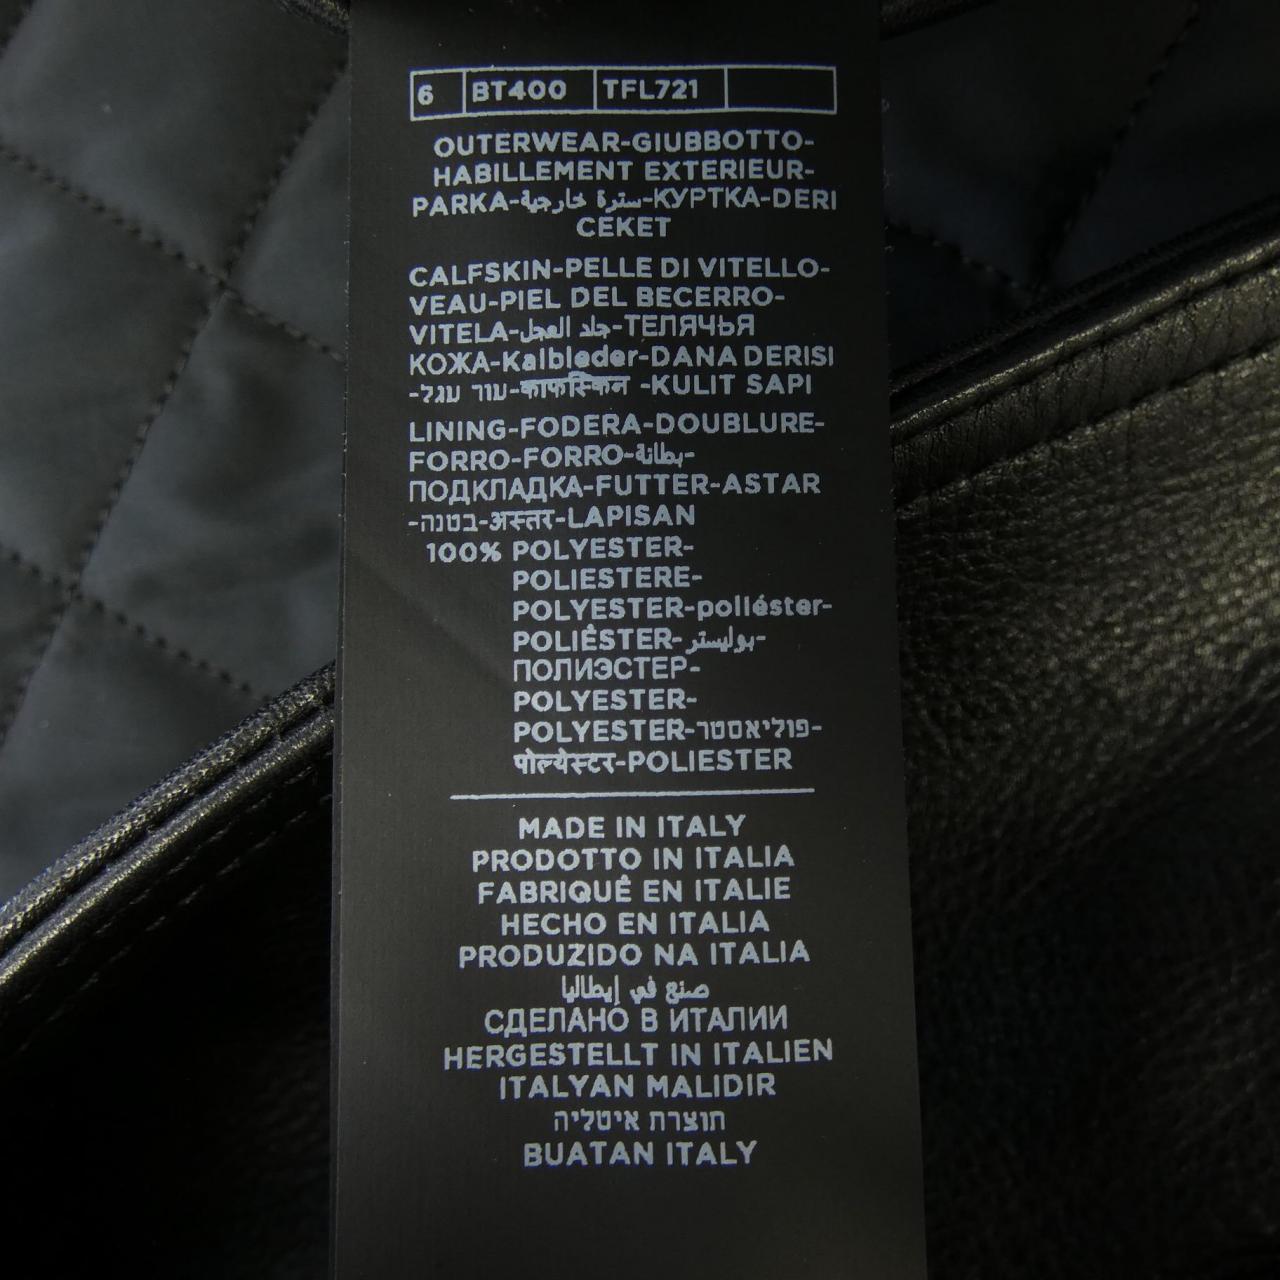 6 BT400 TFL721
OUTERWEAR-GIUBBOTTO-
HABILLEMENT EXTERIEUR-
PARKA-سترة خارجية-КУРТКА-DERI
CEKET
CALFSKIN-PELLE DI VITELLO-
VEAU-PIEL DEL BECERRO-
VITELA-جلد العجل-ТЕЛЯЧЬЯ
КОЖА-Kalbleder-DANA DERISI
-עור עגל-काफस्किन -KULIT SAPI
LINING-FODERA-DOUBLURE-
FORRO-FORRO-بطانة-
ПОДКЛАДКА-FUTTER-ASTAR
-בטנה-अस्तर-LAPISAN
100% POLYESTER-
POLIESTERE-
POLYESTER-poliéster-
POLIÊSTER-بوليستر-
ПОЛИЭСТЕР-
POLYESTER-
POLYESTER-פוליאסטר-
पोल्येस्टर-POLIESTER
MADE IN ITALY
PRODOTTO IN ITALIA
FABRIQUÊ EN ITALIE
HECHO EN ITALIA
PRODUZIDO NA ITALIA
صنع في إيطاليا
СДЕЛАНО В ИТАЛИИ
HERGESTELLT IN ITALIEN
ITALYAN MALIDIR
תוצרת איטליה
BUATAN ITALY